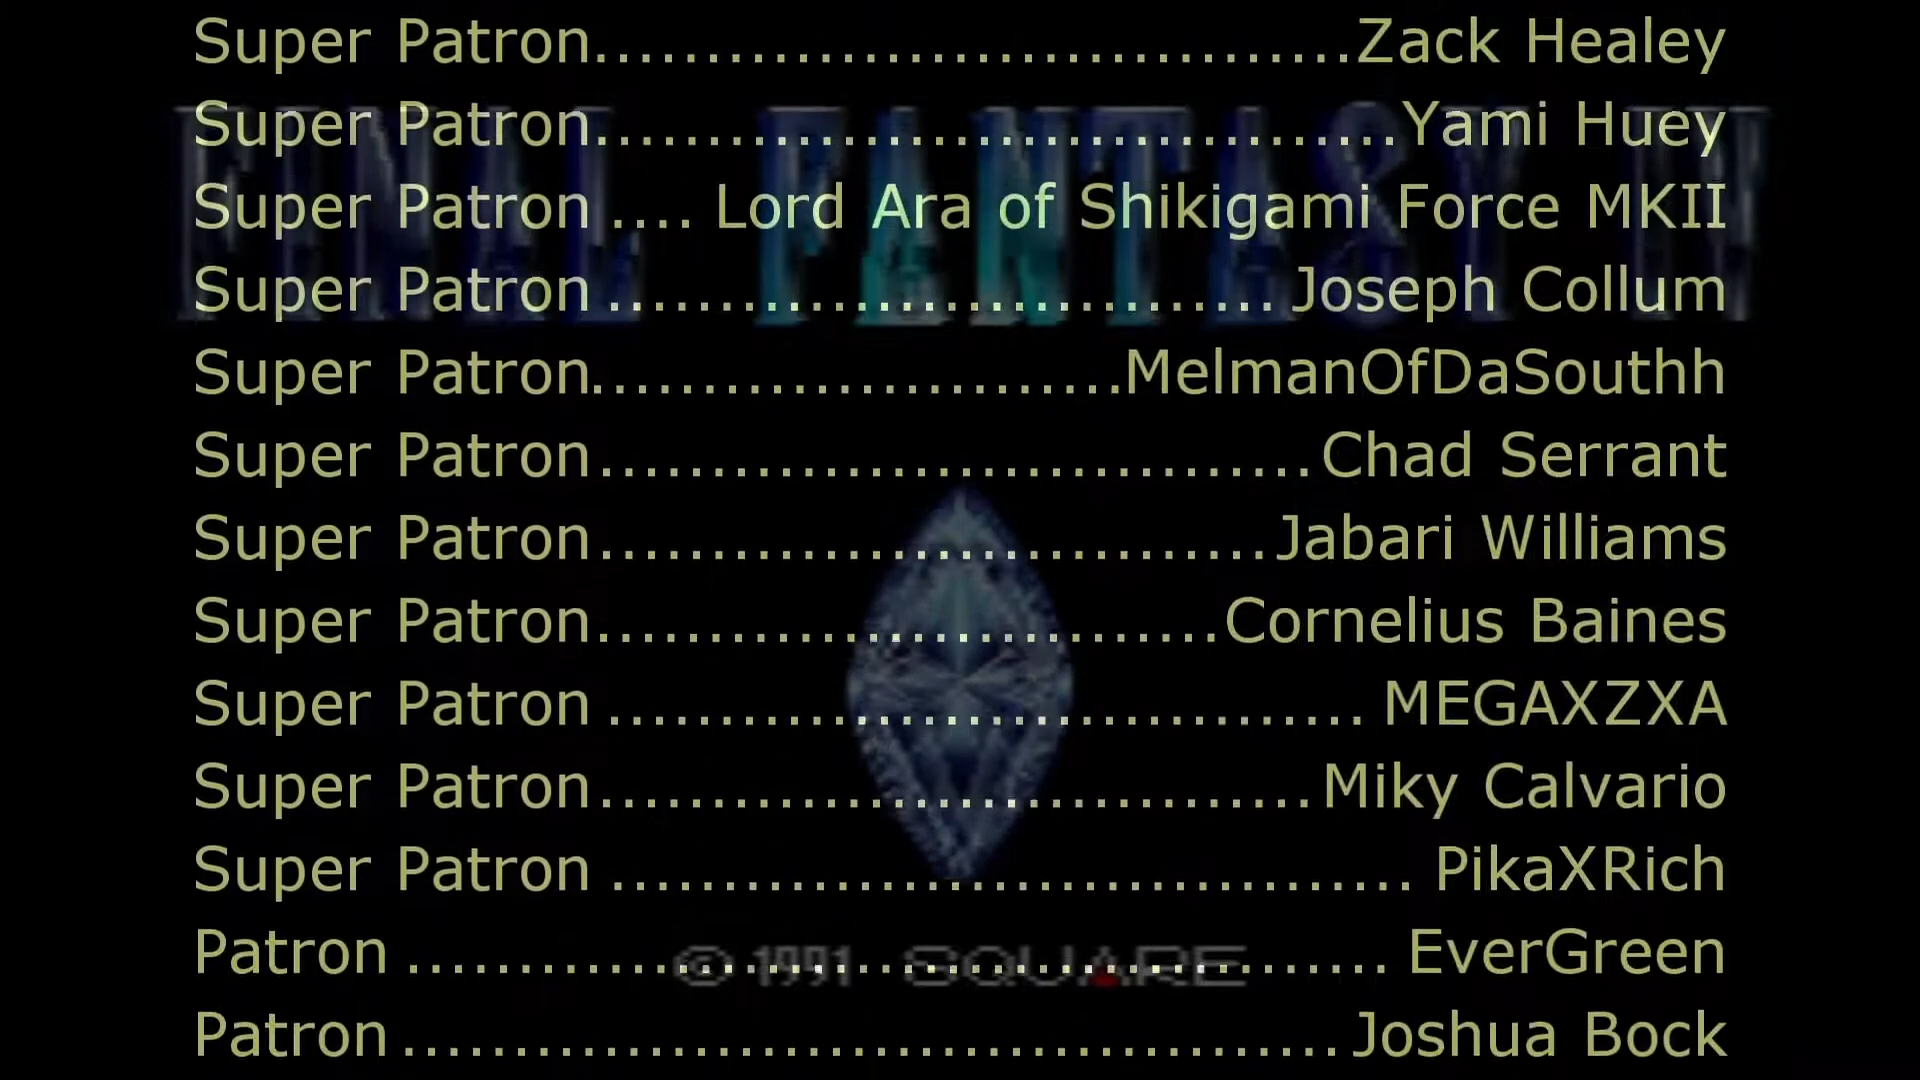 Super Patron................................Zack Healey
Super Patron..................................Yami Huey
Super Patron .... Lord Ara of Shikigami Force MKII
Super Patron ............................Joseph Collum
Super Patron.......................MelmanOfDaSouthh
Super Patron..............................Chad Serrant
Super Patron............................Jabari Williams
Super Patron..........................Cornelius Baines
Super Patron ................................ MEGAXZXA
Super Patron..............................Miky Calvario
Super Patron .................................. PikaXRich
Patron .......................................... EverGreen
Patron ........................................Joshua Bock
FINAL FANTASY IV
© 1991 SQUARE